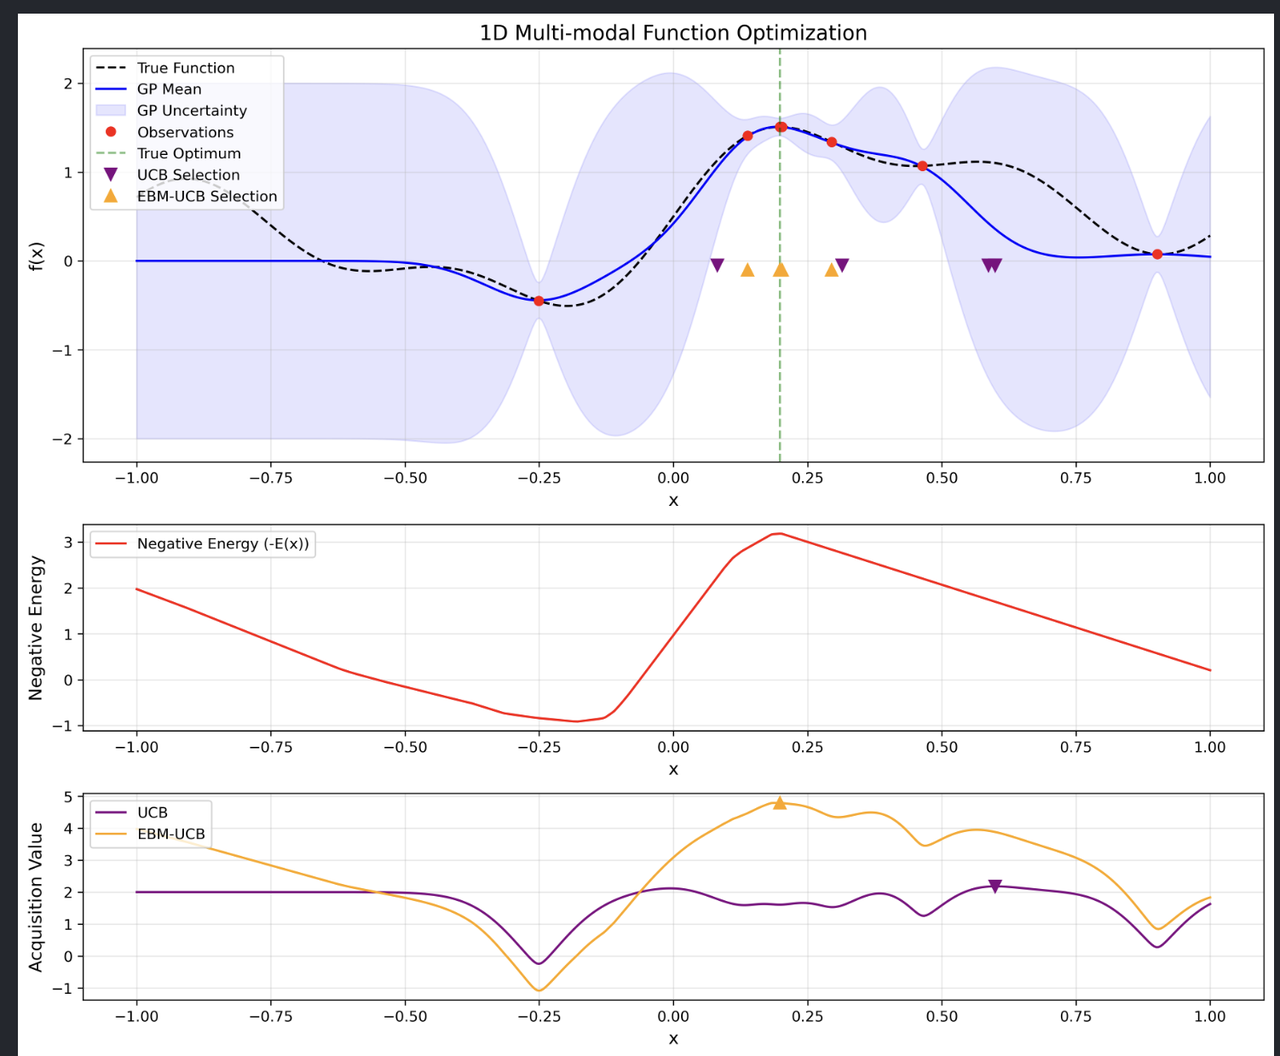 1D Multi-modal Function Optimization
True Function
GP Mean
GP Uncertainty
Observations
True Optimum
UCB Selection
EBM-UCB Selection
f(x)
2
1
0
−1
−2
−1.00 −0.75 −0.50 −0.25 0.00 0.25 0.50 0.75 1.00
x
Negative Energy (-E(x))
Negative Energy
3
2
1
0
−1
−1.00 −0.75 −0.50 −0.25 0.00 0.25 0.50 0.75 1.00
x
UCB
EBM-UCB
Acquisition Value
5
4
3
2
1
0
−1
−1.00 −0.75 −0.50 −0.25 0.00 0.25 0.50 0.75 1.00
x